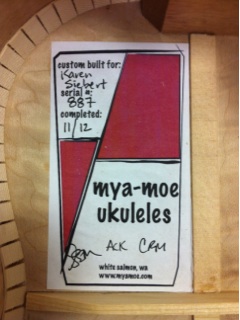 custom built for:
Karen
Siebert
serial #:
887
completed:
11/12
mya-moe
ukuleles
ACK CRM
white salmon, wa
www.myamoe.com